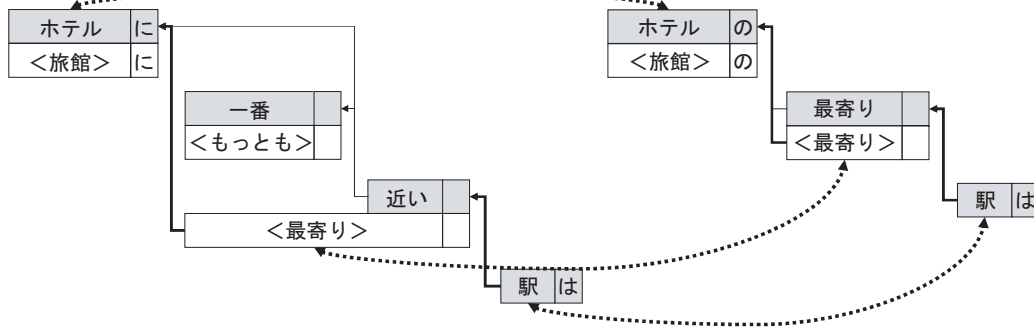 ホテル に
<旅館> に
一番
<もっとも>
近い
<最寄り>
駅 は
ホテル の
<旅館> の
最寄り
<最寄り>
駅 は